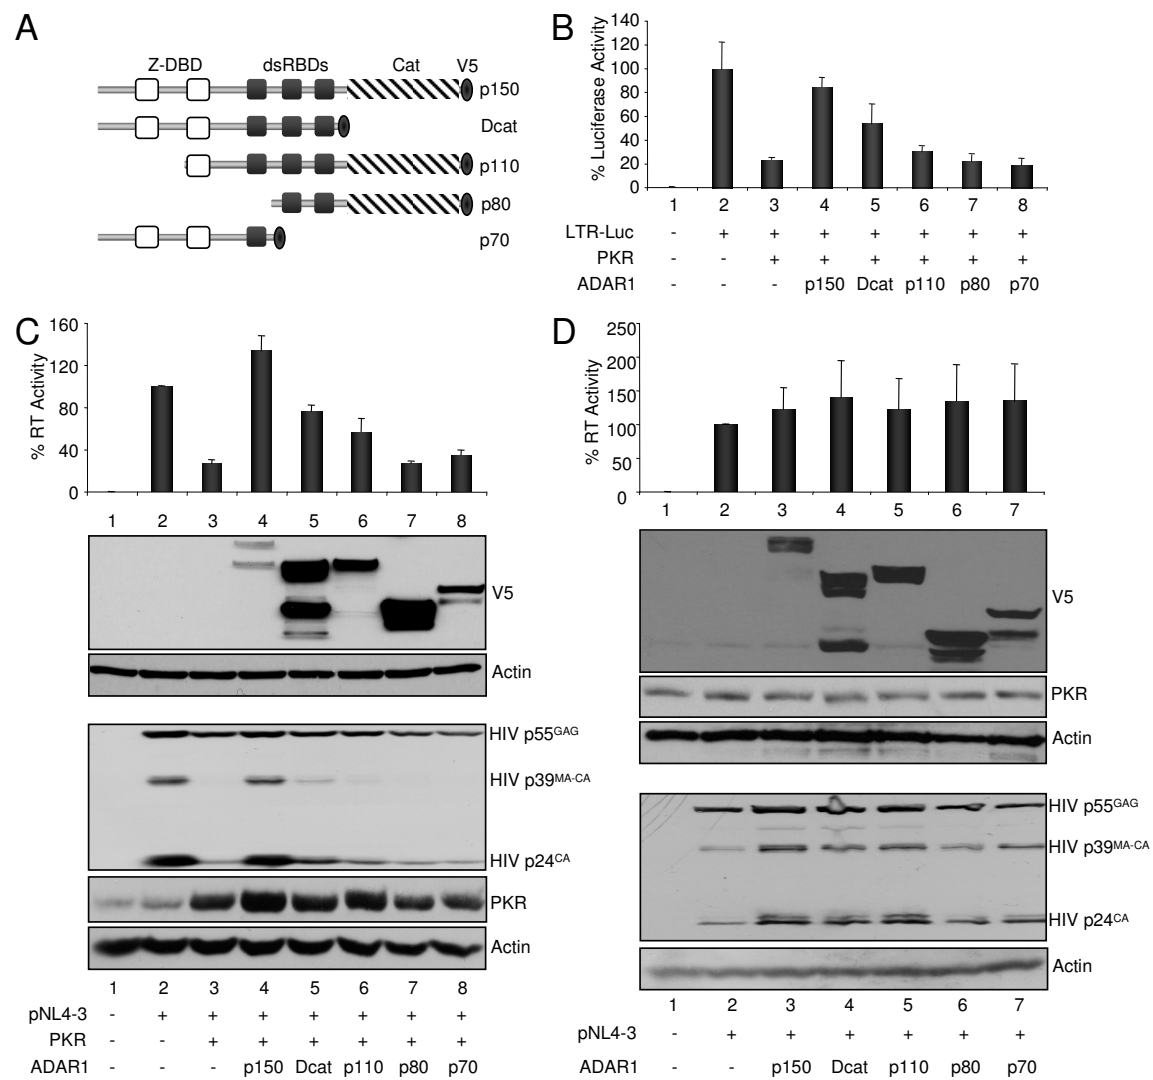 A
Z-DBD dsRBDs Cat V5
p150
Dcat
p110
p80
p70
B
% Luciferase Activity
140
120
100
80
60
40
20
0
1 2 3 4 5 6 7 8
LTR-Luc - + + + + + + +
PKR - - + + + + + +
ADAR1 - - - p150 Dcat p110 p80 p70
C
% RT Activity
160
120
80
40
0
1 2 3 4 5 6 7 8
V5
Actin
HIV p55GAG
HIV p39MA-CA
HIV p24CA
PKR
Actin
1 2 3 4 5 6 7 8
pNL4-3 - + + + + + + +
PKR - - + + + + + +
ADAR1 - - - p150 Dcat p110 p80 p70
D
% RT Activity
250
200
150
100
50
0
1 2 3 4 5 6 7
V5
PKR
Actin
HIV p55GAG
HIV p39MA-CA
HIV p24CA
Actin
1 2 3 4 5 6 7
pNL4-3 - + + + + + +
ADAR1 - - p150 Dcat p110 p80 p70